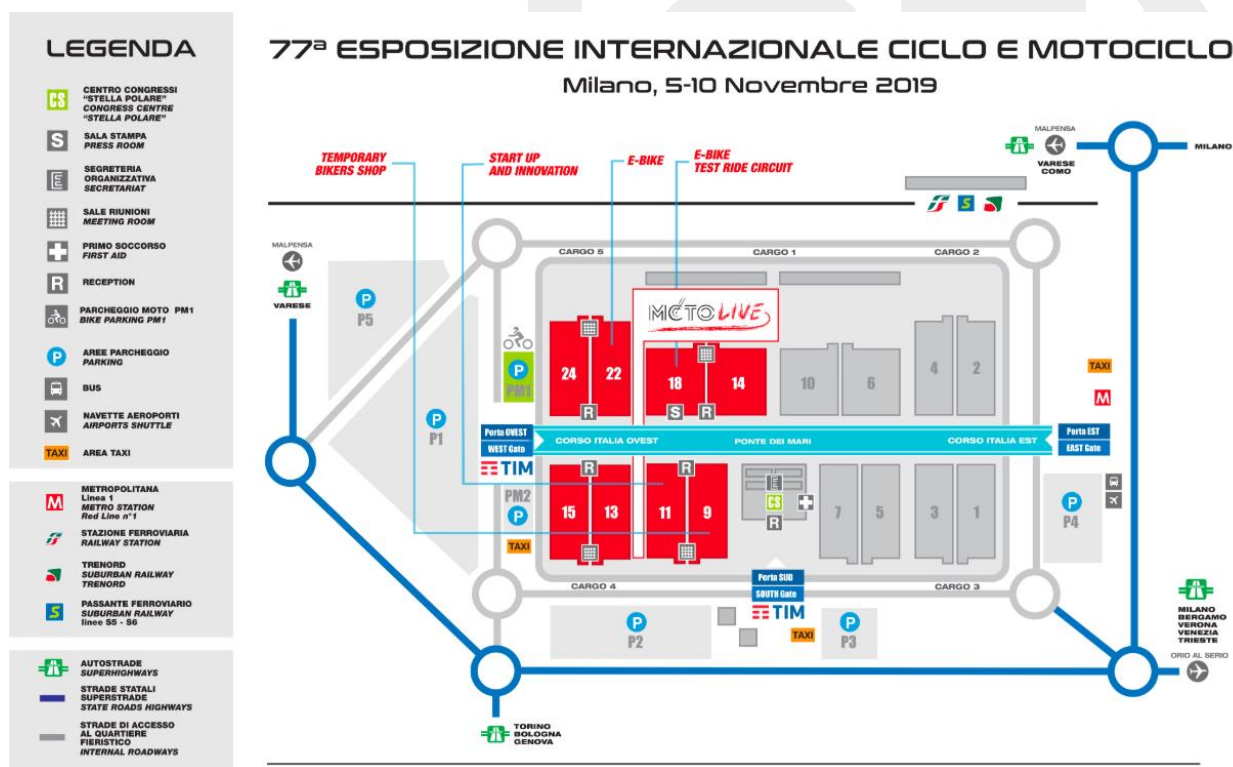 LEGENDA
CS
CENTRO CONGRESSI
"STELLA POLARE"
CONGRESS CENTRE
"STELLA POLARE"
S
SALA STAMPA
PRESS ROOM
E
SEGRETERIA
ORGANIZZATIVA
SECRETARIAT
SALE RIUNIONI
MEETING ROOM
PRIMO SOCCORSO
FIRST AID
R
RECEPTION
PARCHEGGIO MOTO PM1
BIKE PARKING PM1
P
AREE PARCHEGGIO
PARKING
BUS
NAVETTE AEROPORTI
AIRPORTS SHUTTLE
TAXI
AREA TAXI
M
METROPOLITANA
Linea 1
METRO STATION
Red Line n°1
STAZIONE FERROVIARIA
RAILWAY STATION
TRENORD
SUBURBAN RAILWAY
TRENORD
S
PASSANTE FERROVIARIO
SUBURBAN RAILWAY
linee S5 - S6
AUTOSTRADE
SUPERHIGHWAYS
STRADE STATALI
SUPERSTRADE
STATE ROADS HIGHWAYS
STRADE DI ACCESSO
AL QUARTIERE
FIERISTICO
INTERNAL ROADWAYS
77ª ESPOSIZIONE INTERNAZIONALE CICLO E MOTOCICLO
Milano, 5-10 Novembre 2019
TEMPORARY
BIKERS SHOP
START UP
AND INNOVATION
E-BIKE
E-BIKE
TEST RIDE CIRCUIT
MALPENSA
VARESE
COMO
MILANO
S
MALPENSA
VARESE
CARGO 5
CARGO 1
CARGO 2
P
P5
MOTOLIVE
P
PM1
24
22
18
14
10
6
4
2
R
S
R
TAXI
M
P
P1
Porta OVEST
WEST Gate
CORSO ITALIA OVEST
PONTE DEI MARI
CORSO ITALIA EST
Porta EST
EAST Gate
TIM
R
R
PM2
P
TAXI
15
13
11
9
E
CS
R
7
5
3
1
P
P4
CARGO 4
CARGO 3
Porta SUD
SOUTH Gate
TIM
TAXI
P
P2
P
P3
MILANO
BERGAMO
VERONA
VENEZIA
TRIESTE
ORIO AL SERIO
TORINO
BOLOGNA
GENOVA